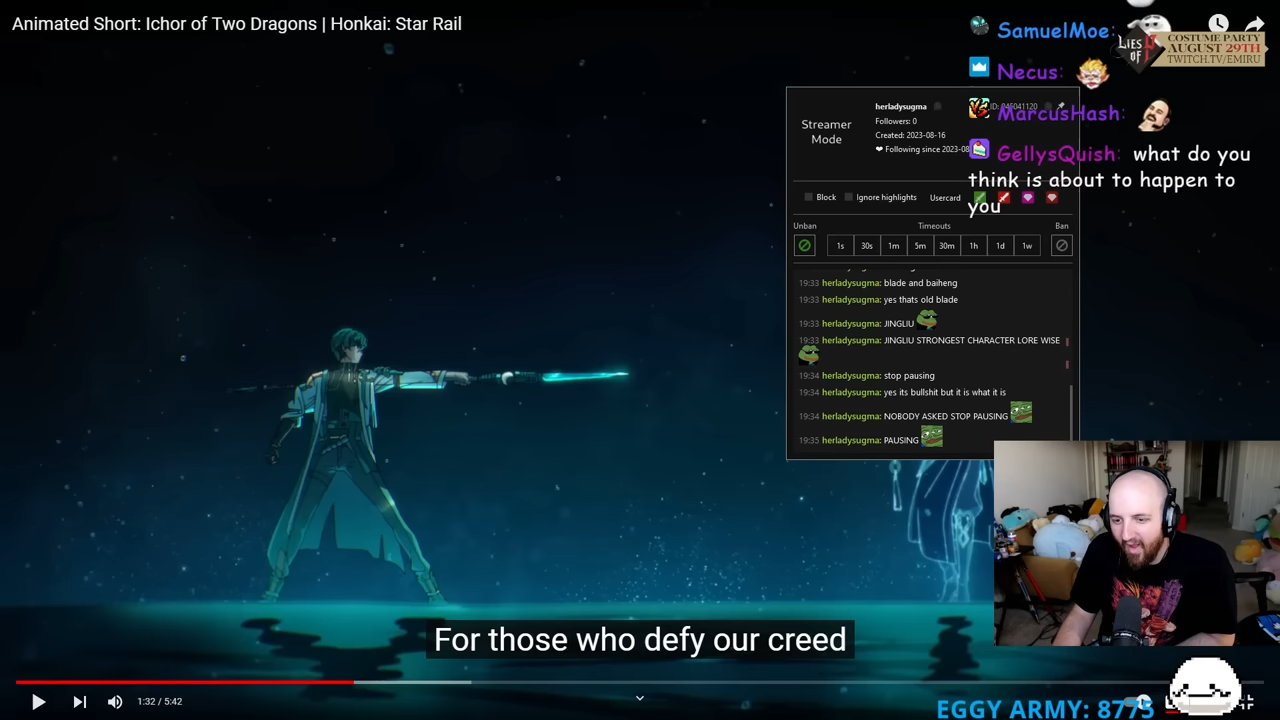 Animated Short: Ichor of Two Dragons | Honkai: Star Rail
SamuelMoe:
LIES OF P
COSTUME PARTY
AUGUST 29TH
TWITCH.TV/EMIRU
Necus:
MarcusHash:
GellysQuish: what do you
think is about to happen to
you
Streamer
Mode
herladysugma
Followers: 0
Created: 2023-08-16
❤ Following since 2023-08
Block
Ignore highlights
Usercard
Unban
Timeouts
Ban
1s 30s 1m 5m 30m 1h 1d 1w
19:33 herladysugma: blade and baiheng
19:33 herladysugma: yes thats old blade
19:33 herladysugma: JINGLIU
19:33 herladysugma: JINGLIU STRONGEST CHARACTER LORE WISE
19:34 herladysugma: stop pausing
19:34 herladysugma: yes its bullshit but it is what it is
19:34 herladysugma: NOBODY ASKED STOP PAUSING
19:35 herladysugma: PAUSING
For those who defy our creed
1:32 / 5:42
EGGY ARMY: 8775